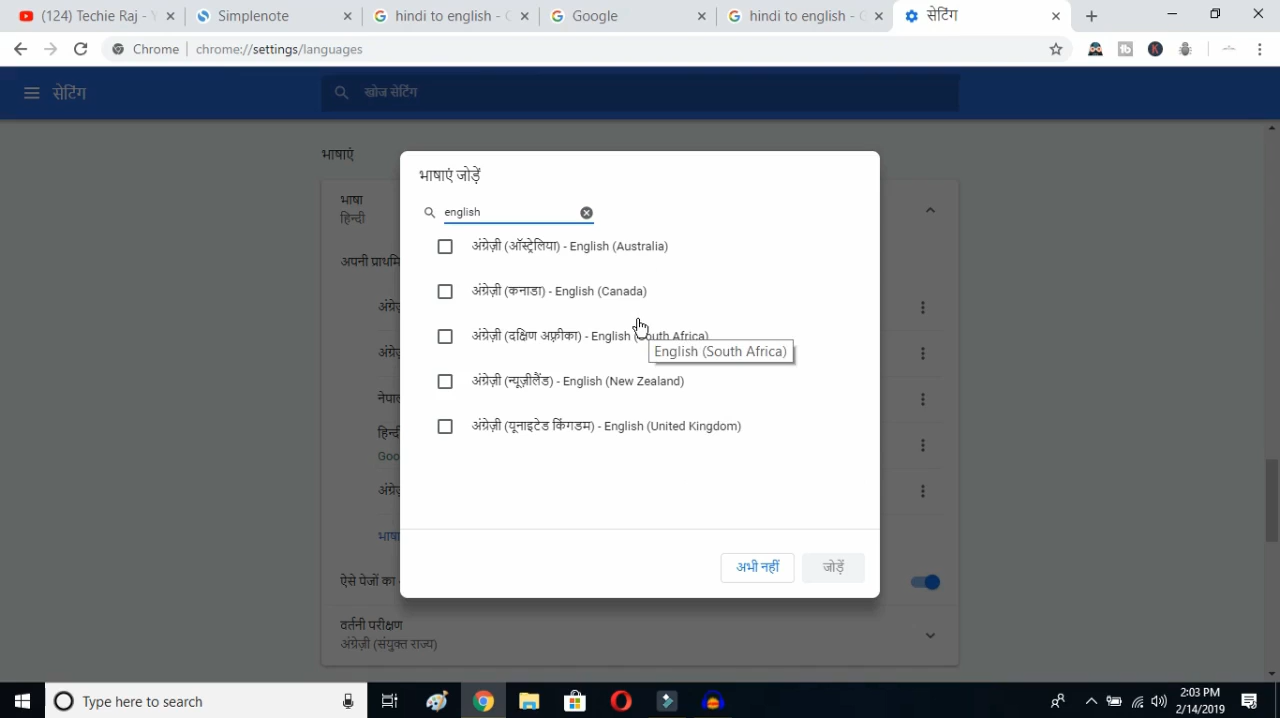 (124) Techie Raj - Y
Simplenote
hindi to english - G
Google
hindi to english - G
सेटिंग
Chrome
chrome://settings/languages
सेटिंग
खोज सेटिंग
भाषाएं
भाषा
हिन्दी
अपनी प्राथमि
अंग्रे
अंग्रे
नेपाल
हिन्दी
Goo
अंग्रे
भाषा
ऐसे पेजों का
वर्तनी परीक्षण
अंग्रेज़ी (संयुक्त राज्य)
भाषाएं जोड़ें
english
अंग्रेज़ी (ऑस्ट्रेलिया) - English (Australia)
अंग्रेज़ी (कनाडा) - English (Canada)
अंग्रेज़ी (दक्षिण अफ़्रीका) - English (South Africa)
English (South Africa)
अंग्रेज़ी (न्यूज़ीलैंड) - English (New Zealand)
अंग्रेज़ी (यूनाइटेड किंगडम) - English (United Kingdom)
अभी नहीं
जोड़ें
Type here to search
2:03 PM
2/14/2019